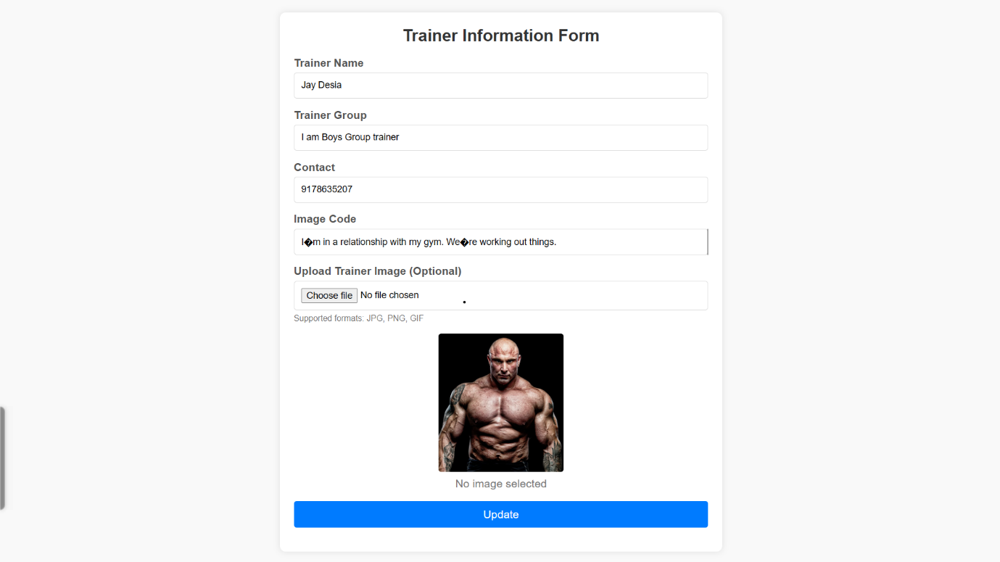 Trainer Information Form
Trainer Name
Jay Desia
Trainer Group
I am Boys Group trainer
Contact
9178635207
Image Code
I�m in a relationship with my gym. We�re working out things.
Upload Trainer Image (Optional)
Choose file No file chosen
Supported formats: JPG, PNG, GIF
No image selected
Update